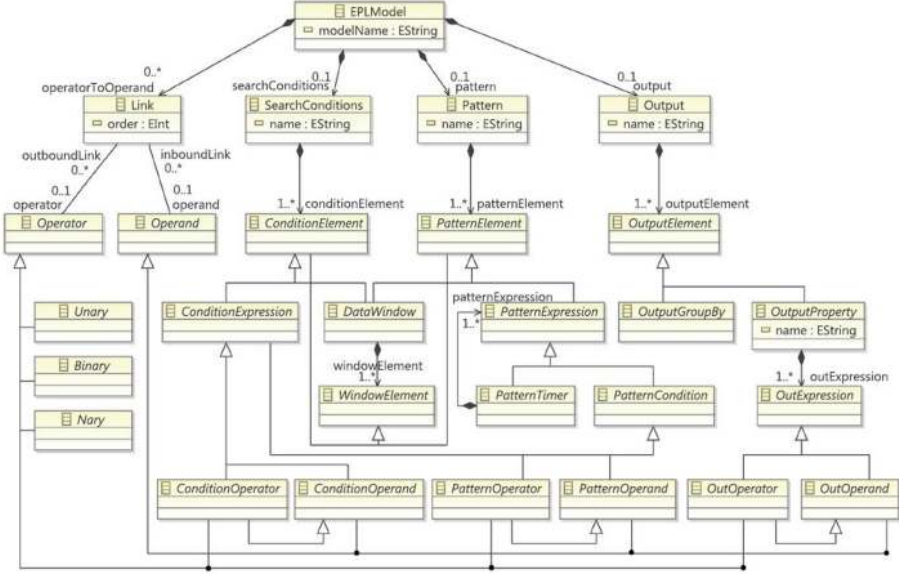 EPLModel
modelName : EString
0..*
operatorToOperand
searchConditions
0..1
0..1
pattern
0..1
output
Link
order : EInt
SearchConditions
name : EString
Pattern
name : EString
Output
name : EString
outboundLink
0..*
inboundLink
0..*
0..1
operator
0..1
operand
1..* conditionElement
1..* patternElement
1..* outputElement
Operator
Operand
ConditionElement
PatternElement
OutputElement
patternExpression
1..*
Unary
ConditionExpression
DataWindow
PatternExpression
OutputGroupBy
OutputProperty
name : EString
Binary
windowElement
1..*
1..* outExpression
Nary
WindowElement
PatternTimer
PatternCondition
OutExpression
ConditionOperator
ConditionOperand
PatternOperator
PatternOperand
OutOperator
OutOperand